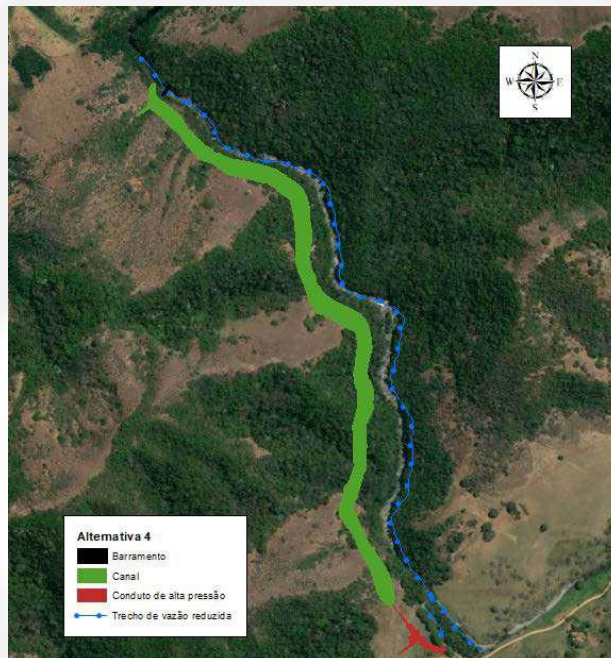 N
W E
S
Alternativa 4
Barramento
Canal
Conduto de alta pressão
Trecho de vazão reduzida